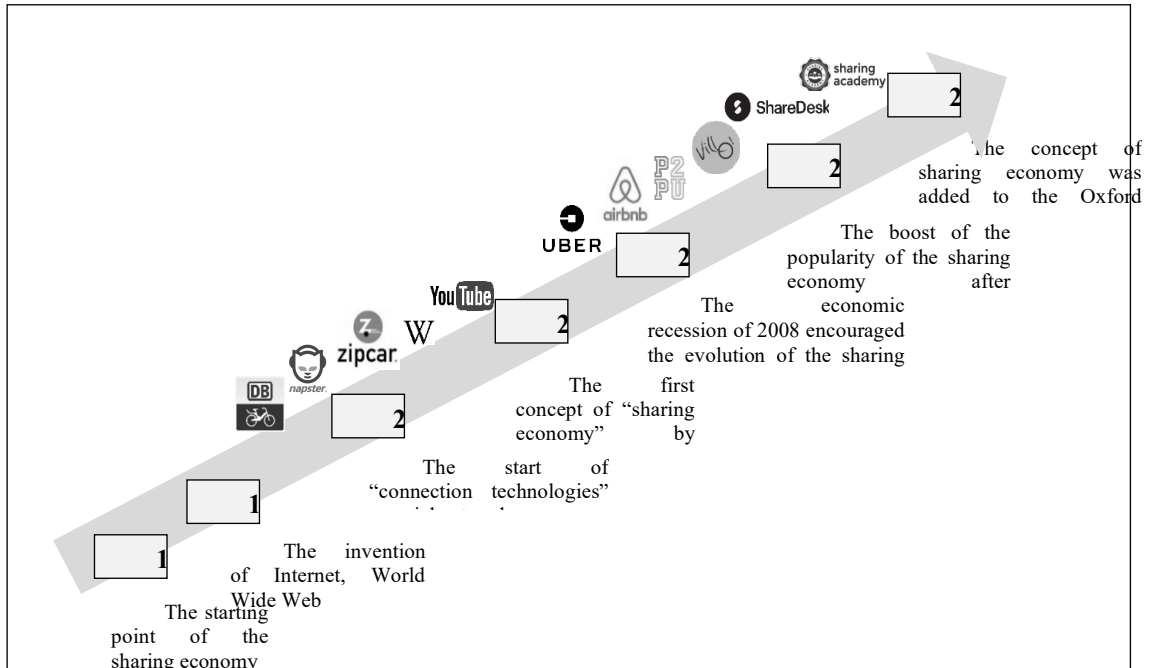 sharing
academy
2
ShareDesk
The concept of
sharing economy was
added to the Oxford
Villo!
2
P2
PU
airbnb
The boost of the
popularity of the sharing
economy after
UBER
2
The economic
recession of 2008 encouraged
the evolution of the sharing
You Tube
2
W
Z
zipcar.
The first
concept of “sharing
economy” by
napster.
DB
2
The start of
“connection technologies”
1
The invention
of Internet, World
Wide Web
1
The starting
point of the
sharing economy